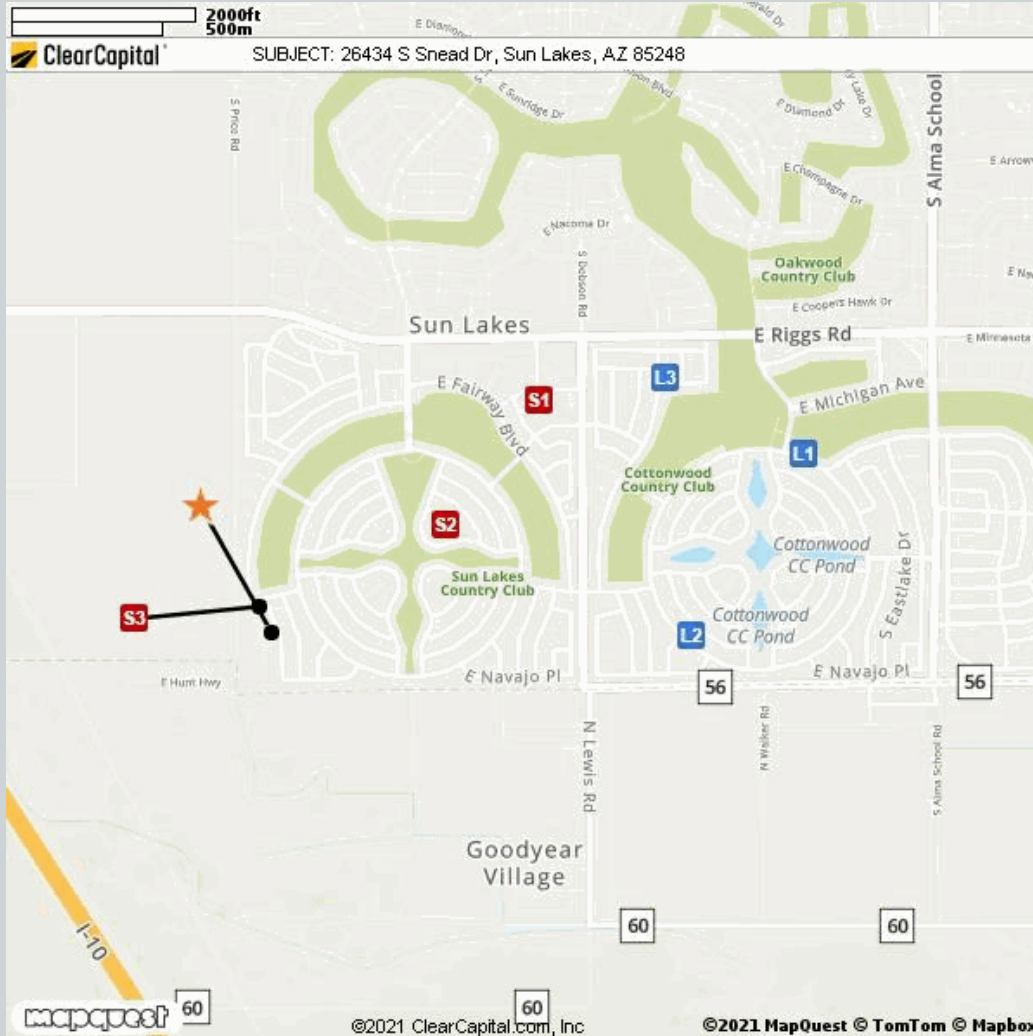 2000ft
500m
ClearCapital
SUBJECT: 26434 S Snead Dr, Sun Lakes, AZ 85248
E Diamond
S Price Rd
E Sunridge Dr
E Diamond Dr
E Champagne Dr
S Alma School
E Nacoma Dr
S Dobson Rd
Oakwood
Country Club
E Coopers Hawk Dr
Sun Lakes
E Riggs Rd
E Minnesota
L3
E Fairway Blvd
S1
E Michigan Ave
L1
Cottonwood
Country Club
S2
Cottonwood
CC Pond
S Eastlake Dr
Sun Lakes
Country Club
S3
Cottonwood
CC Pond
L2
E Hunt Hwy
E Navajo Pl
E Navajo Pl
56
56
N Lewis Rd
N Walker Rd
S Alma School Rd
Goodyear
Village
60
60
I-10
60
60
mapquest
©2021 ClearCapital.com, Inc
©2021 MapQuest © TomTom © Mapbox